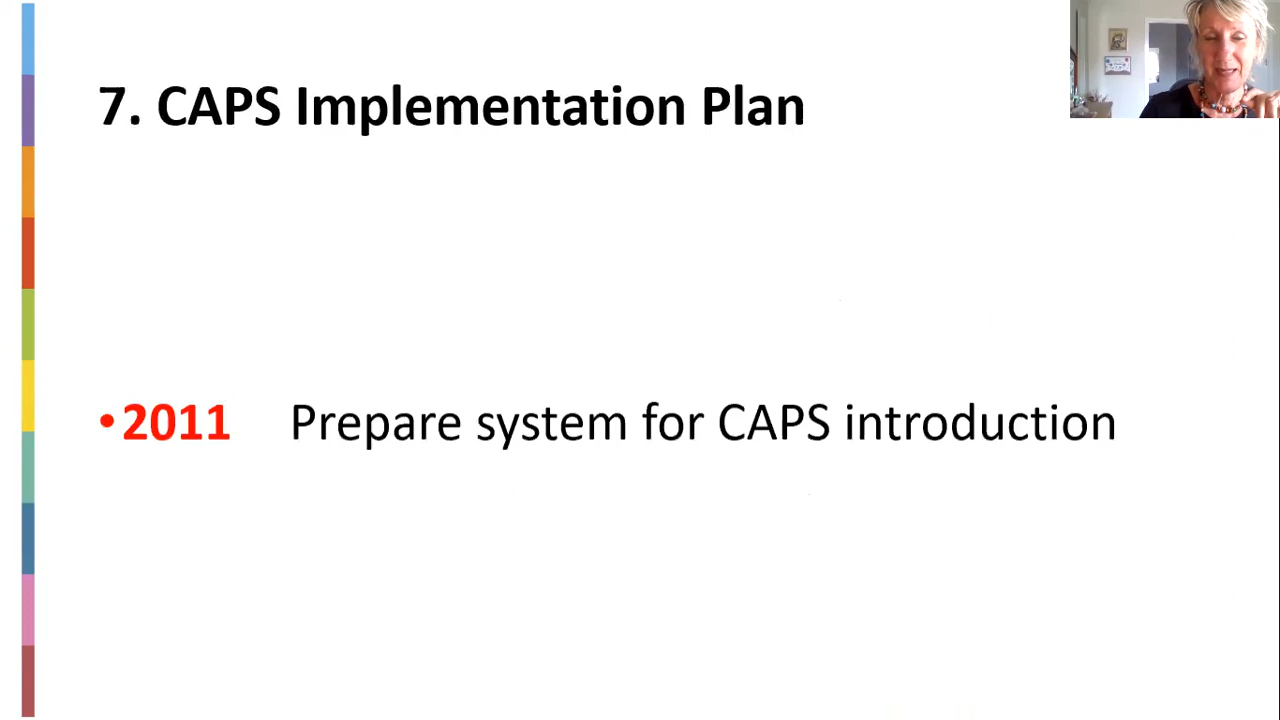 7. CAPS Implementation Plan
•2011 Prepare system for CAPS introduction